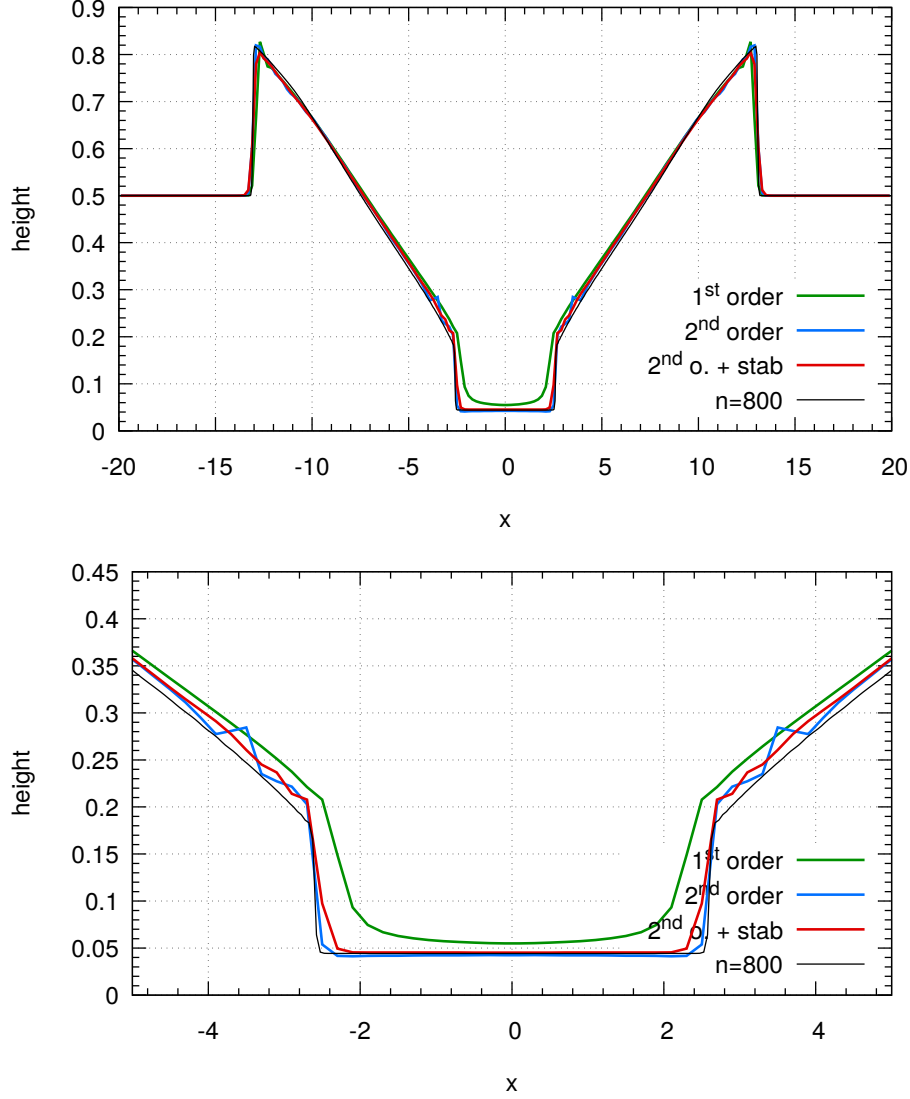 0.9
0.8
0.7
0.6
0.5
0.4
0.3
0.2
0.1
0
height
1st order
2nd order
2nd o. + stab
n=800
-20 -15 -10 -5 0 5 10 15 20
x
0.45
0.4
0.35
0.3
0.25
0.2
0.15
0.1
0.05
0
height
1st order
2nd order
2nd o. + stab
n=800
-4 -2 0 2 4
x